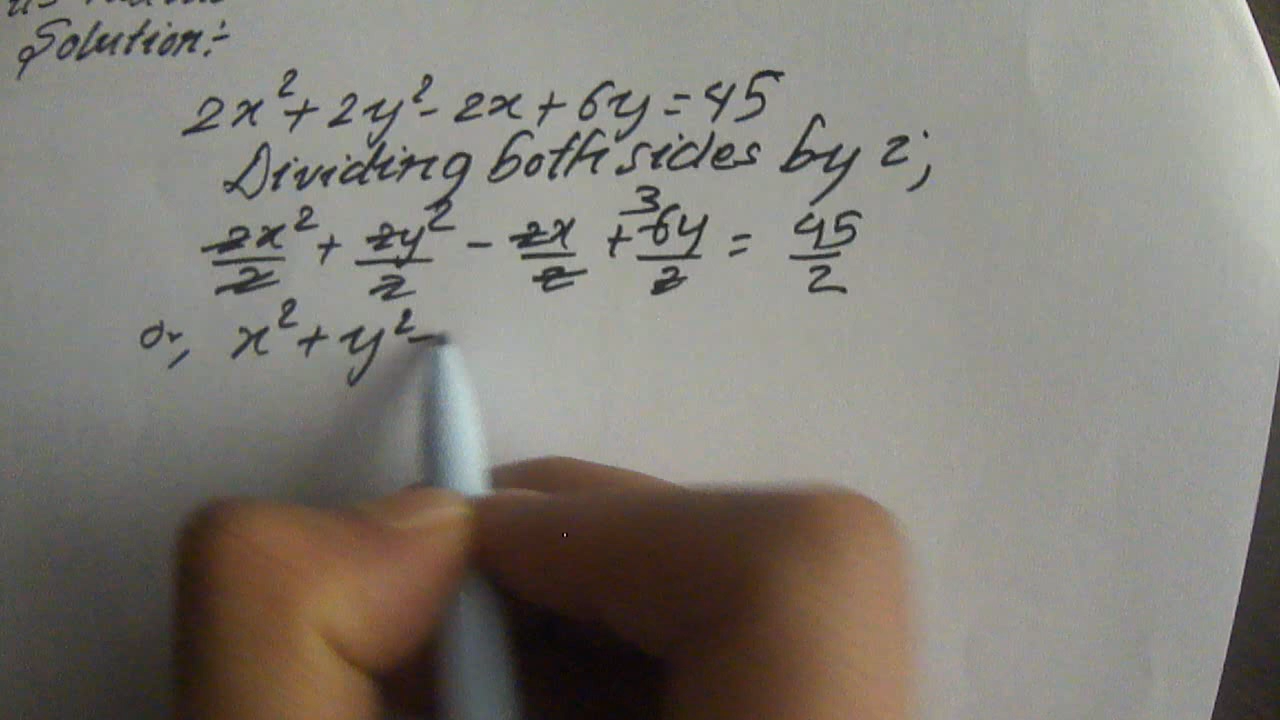 Solution:-
2x² + 2y² - 2x + 6y = 45
Dividing both sides by 2;
2x²/2 + 2y²/2 - 2x/2 + 3 6y/2 = 45/2
Or, x² + y² -